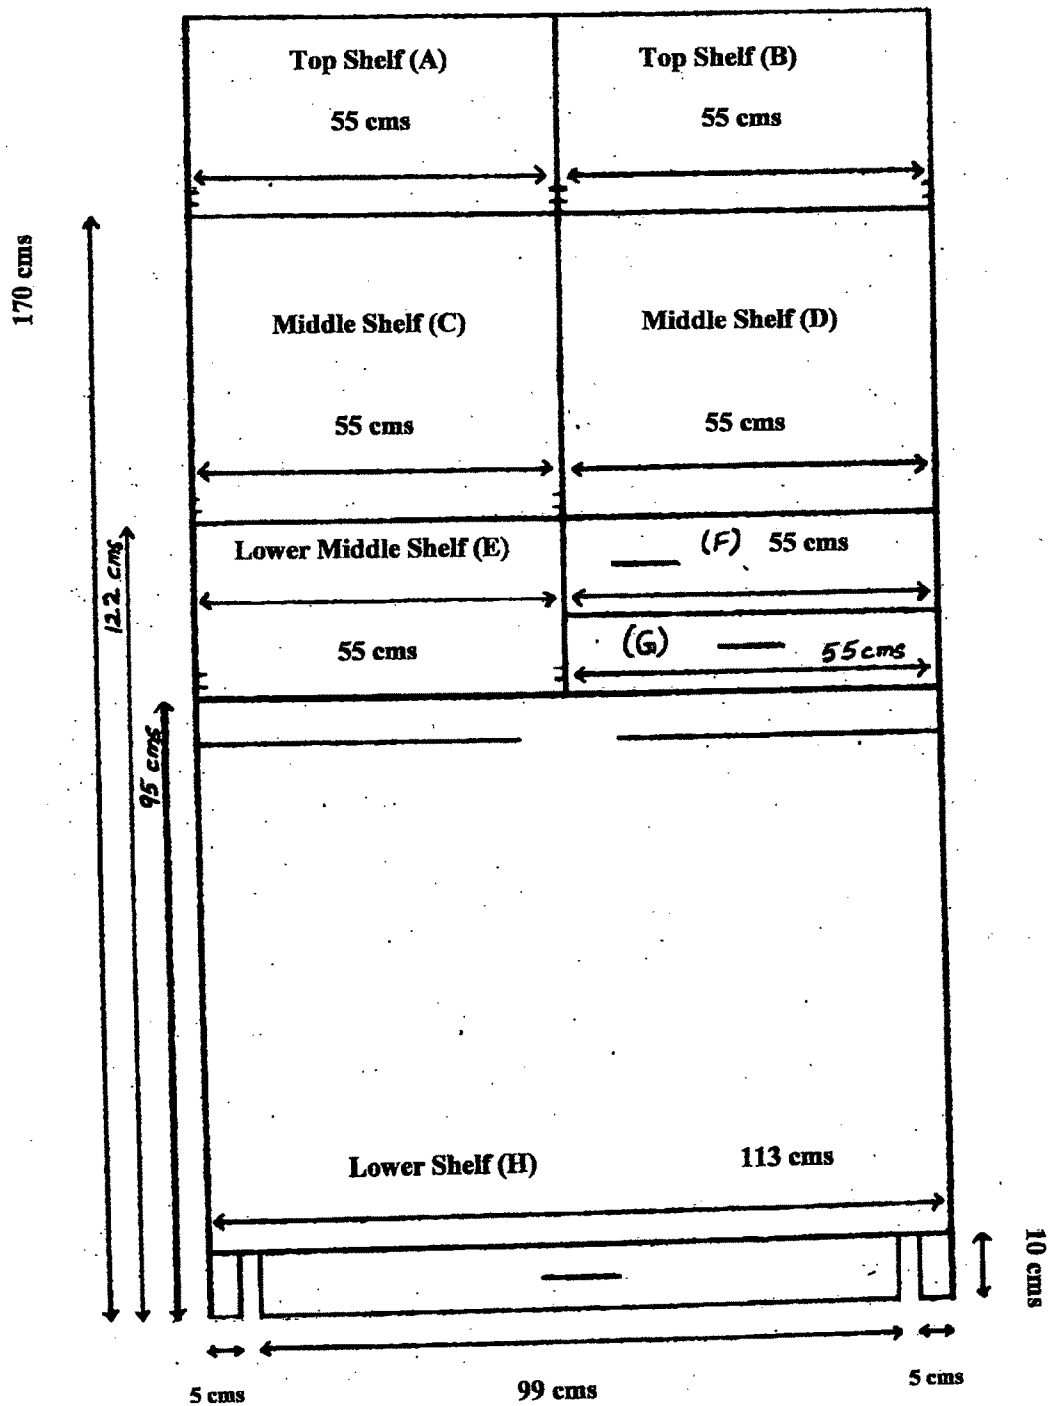 Top Shelf (A)
Top Shelf (B)
55 cms
55 cms
170 cms
Middle Shelf (C)
Middle Shelf (D)
55 cms
55 cms
122 cms
Lower Middle Shelf (E)
(F) 55 cms
55 cms
(G)
55 cms
95 cms
Lower Shelf (H)
113 cms
10 cms
5 cms
99 cms
5 cms